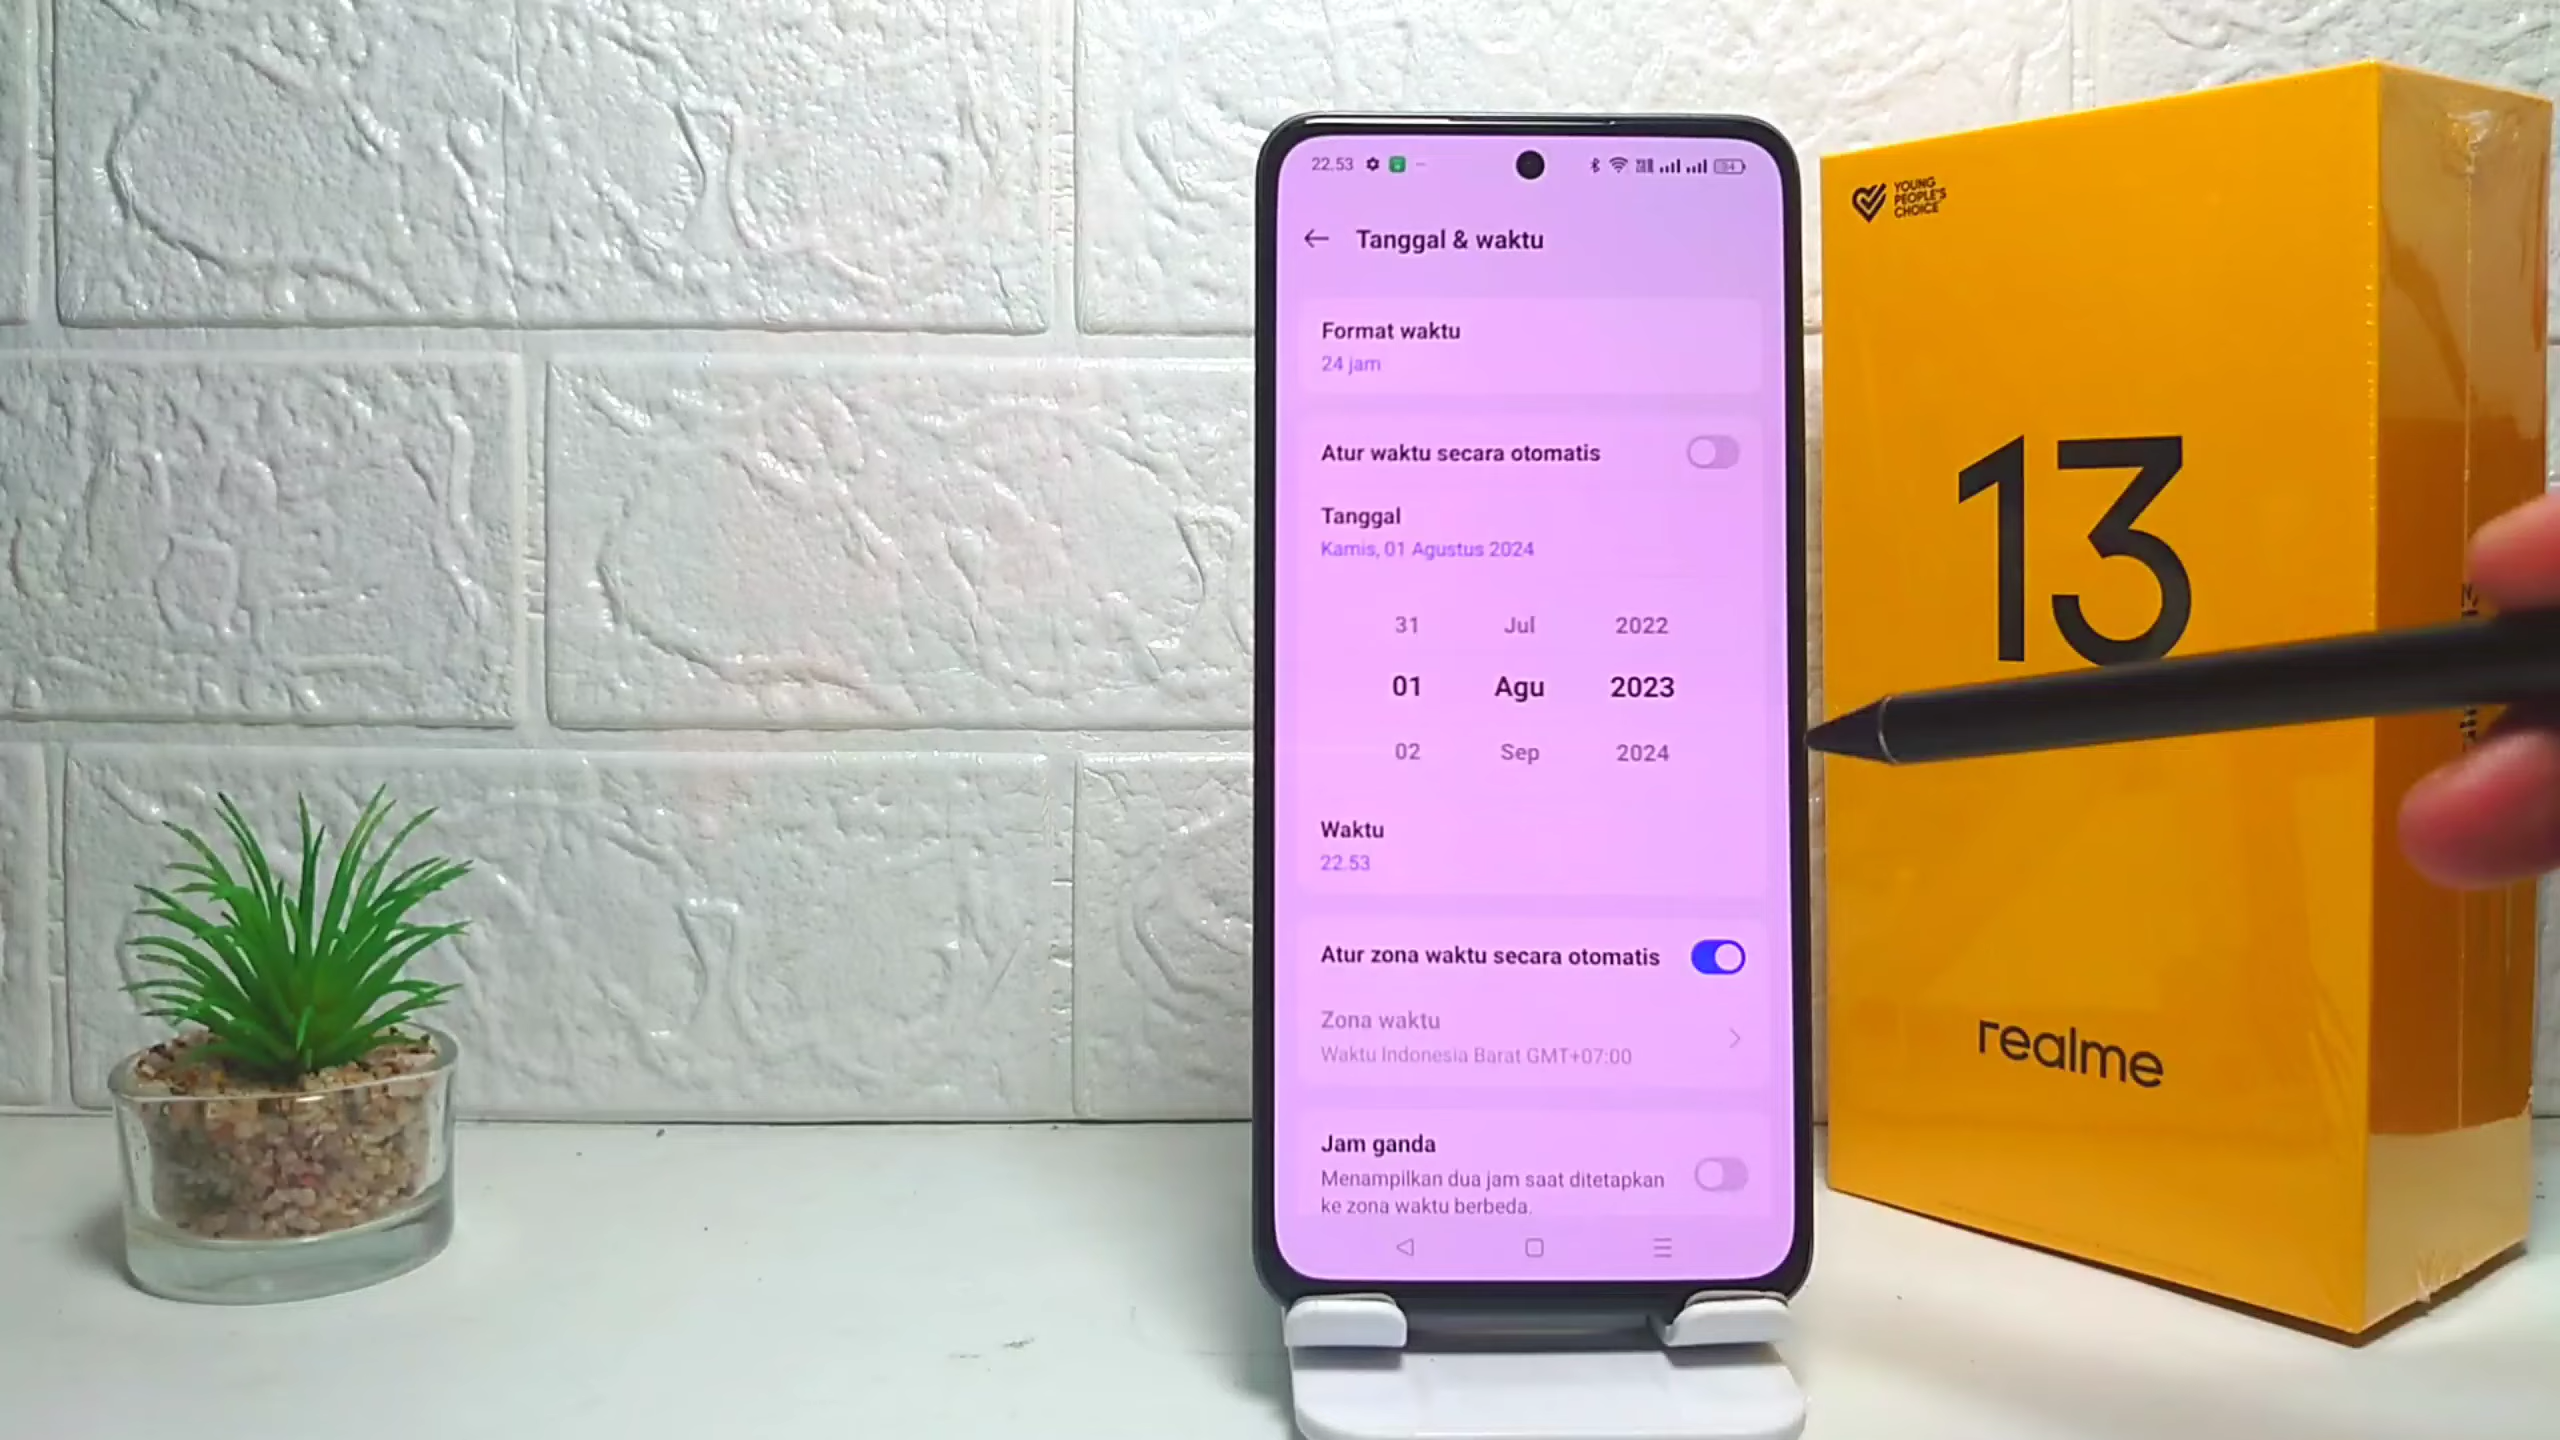 22.53
Tanggal & waktu
Format waktu
24 jam
Atur waktu secara otomatis
Tanggal
Kamis, 01 Agustus 2024
31 Jul 2022
01 Agu 2023
02 Sep 2024
Waktu
22.53
Atur zona waktu secara otomatis
Zona waktu
Waktu Indonesia Barat GMT+07:00
Jam ganda
Menampilkan dua jam saat ditetapkan
ke zona waktu berbeda.
YOUNG
PEOPLE'S
CHOICE
13
realme